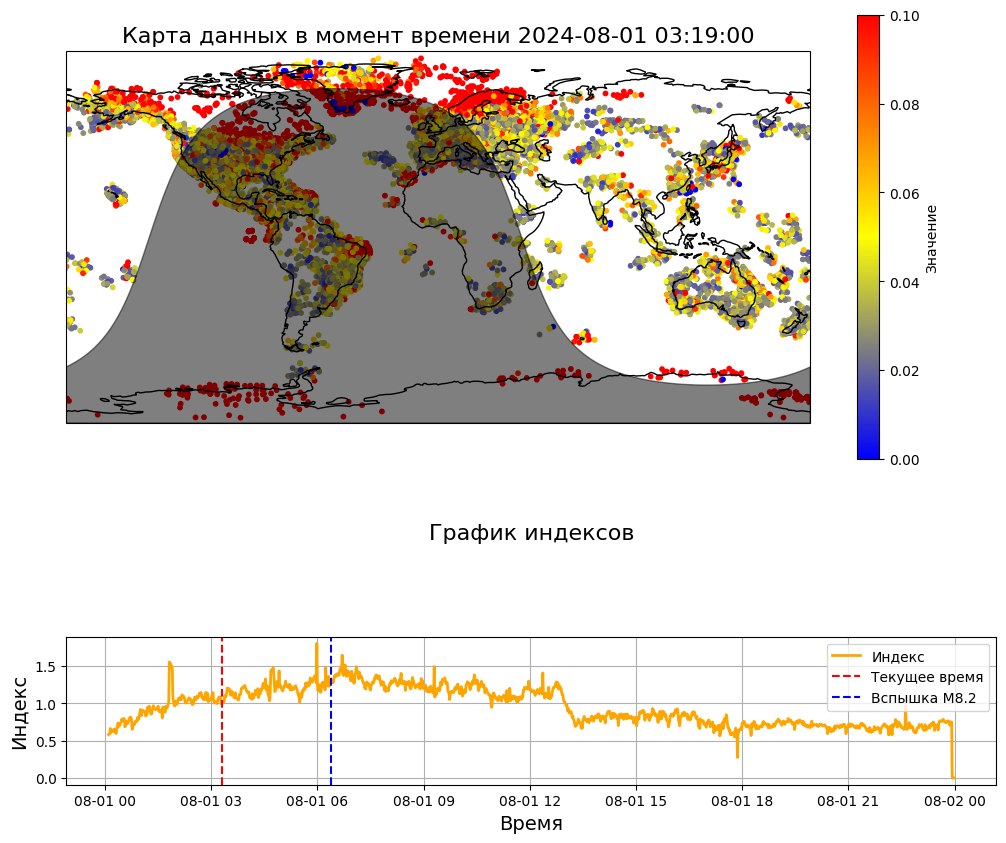 Карта данных в момент времени 2024-08-01 03:19:00
0.10
0.08
0.06
0.04
0.02
0.00
Значение
График индексов
Индекс
1.5
1.0
0.5
0.0
Индекс
Текущее время
Вспышка M8.2
08-01 00
08-01 03
08-01 06
08-01 09
08-01 12
08-01 15
08-01 18
08-01 21
08-02 00
Время